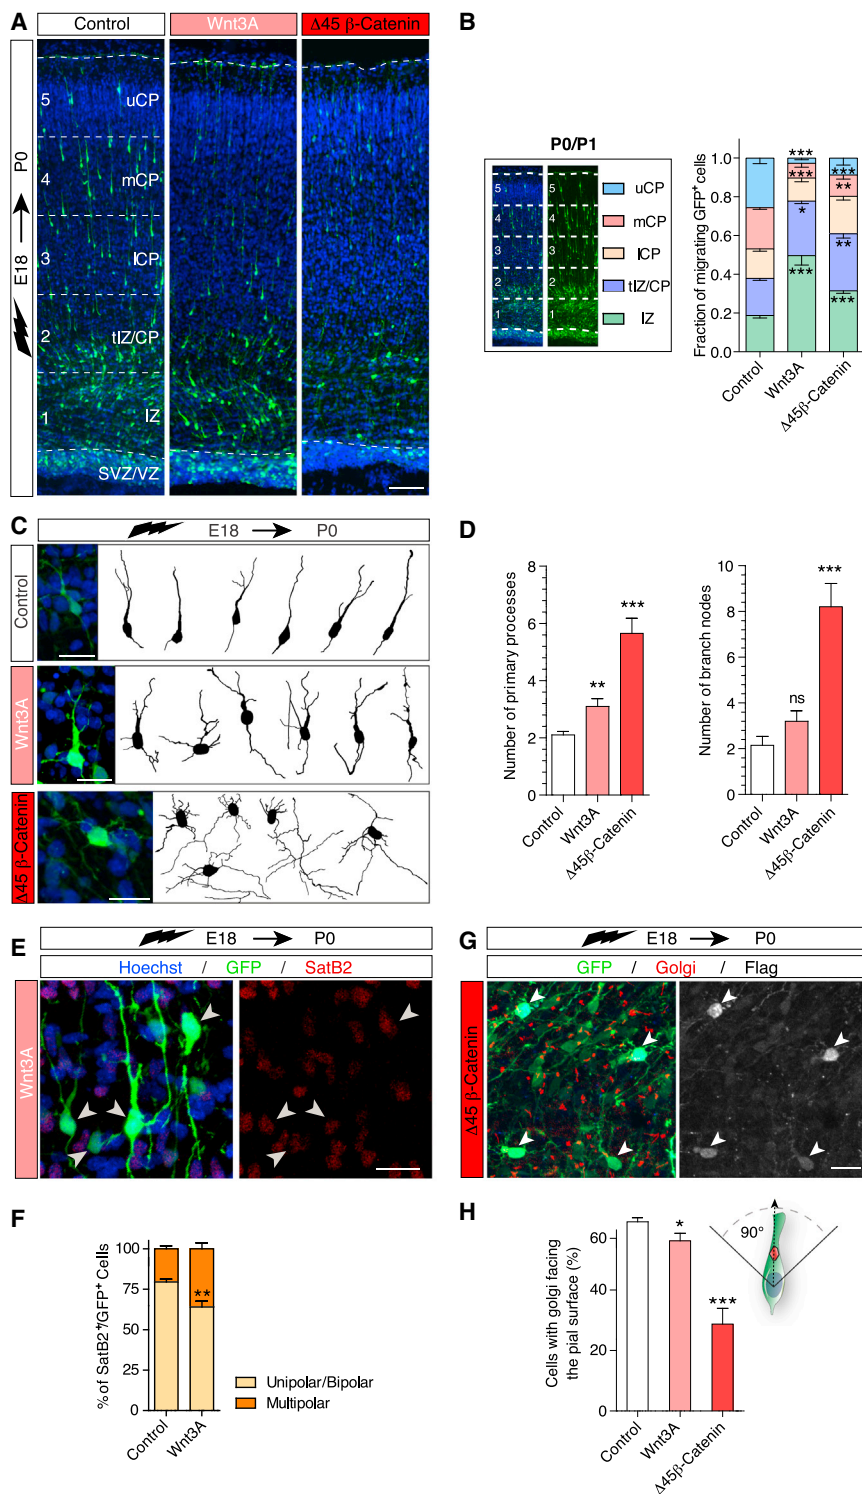 A
Control
Wnt3A
Δ45 β-Catenin
E18 → P0
5
uCP
4
mCP
3
lCP
2
tIZ/CP
1
IZ
SVZ/VZ
B
P0/P1
5
4
3
2
1
5
4
3
2
1
uCP
mCP
lCP
tIZ/CP
IZ
Fraction of migrating GFP⁺ cells
1.0
0.8
0.6
0.4
0.2
0.0
***
***
*
***
***
**
**
***
Control
Wnt3A
Δ45β-Catenin
C
E18 → P0
Control
Wnt3A
Δ45 β-Catenin
D
Number of primary processes
8
6
4
2
0
**
***
Control
Wnt3A
Δ45β-Catenin
Number of branch nodes
10
8
6
4
2
0
ns
***
Control
Wnt3A
Δ45β-Catenin
E
E18 → P0
Hoechst / GFP / SatB2
Wnt3A
F
% of SatB2⁺/GFP⁺ Cells
100
75
50
25
0
**
Control
Wnt3A
Unipolar/Bipolar
Multipolar
G
E18 → P0
GFP / Golgi / Flag
Δ45 β-Catenin
H
Cells with golgi facing
the pial surface (%)
60
40
20
0
*
***
90°
Control
Wnt3A
Δ45β-Catenin